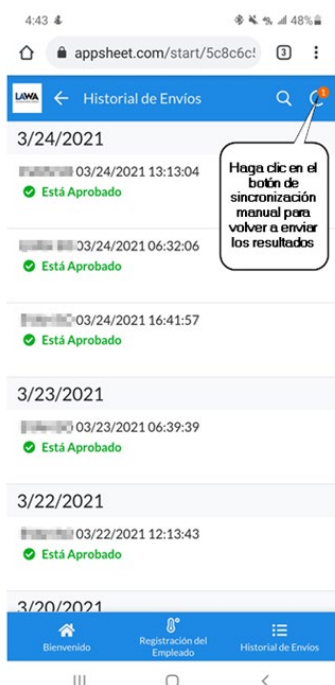 4:43 48%
appsheet.com/start/5c8c6c! 3
LAWA Historial de Envíos 1
3/24/2021
03/24/2021 13:13:04
Está Aprobado
Haga clic en el
botón de
sincronización
manual para
volver a enviar
los resultados
03/24/2021 06:32:06
Está Aprobado
03/24/2021 16:41:57
Está Aprobado
3/23/2021
03/23/2021 06:39:39
Está Aprobado
3/22/2021
03/22/2021 12:13:43
Está Aprobado
3/20/2021
Bienvenido
Registración del
Empleado
Historial de Envíos